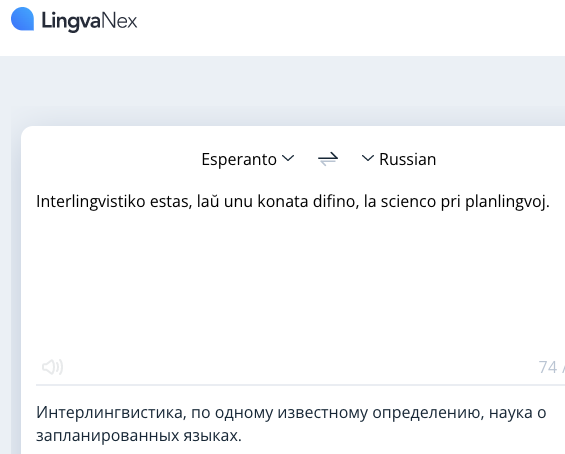 LingvaNex
Esperanto Russian
Interlingvistiko estas, laŭ unu konata difino, la scienco pri planlingvoj.
74 /
Интерлингвистика, по одному известному определению, наука о
запланированных языках.